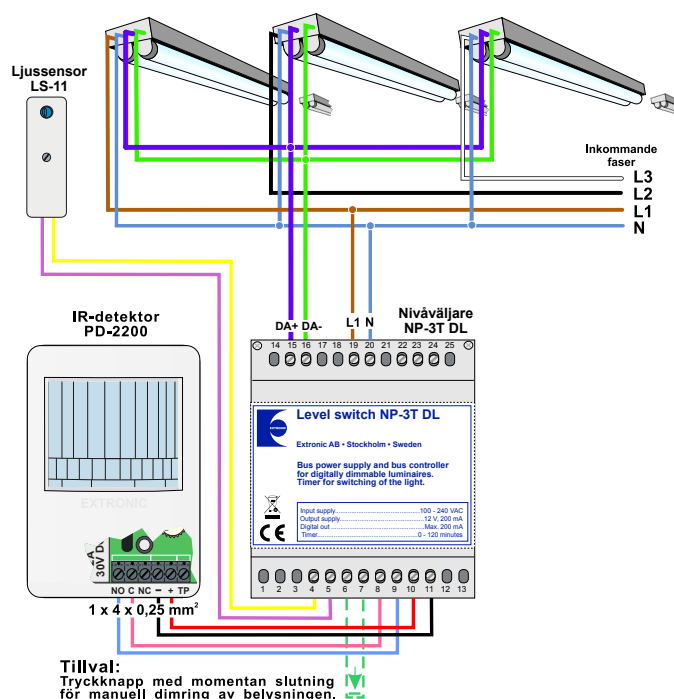 Ljussensor
LS-11
Inkommande
faser
L3
L2
L1
N
IR-detektor
PD-2200
Nivåväljare
NP-3T DL
DA+ DA- L1 N
14 15 16 17 18 19 20 21 22 23 24 25
EXTRONIC
Level switch NP-3T DL
Extronic AB • Stockholm • Sweden
Bus power supply and bus controller
for digitally dimmable luminaires.
Timer for switching of the light.
Input supply 100 - 240 VAC
Output supply 12 V, 200 mA
Digital out Max. 200 mA
Timer 0 - 120 minutes
CE
1 2 3 4 5 6 7 8 9 10 11 12 13
EXTRONIC
30V D
NO C NC − + TP
1 x 4 x 0,25 mm²
Tillval:
Tryckknapp med momentan slutning
för manuell dimring av belysningen.